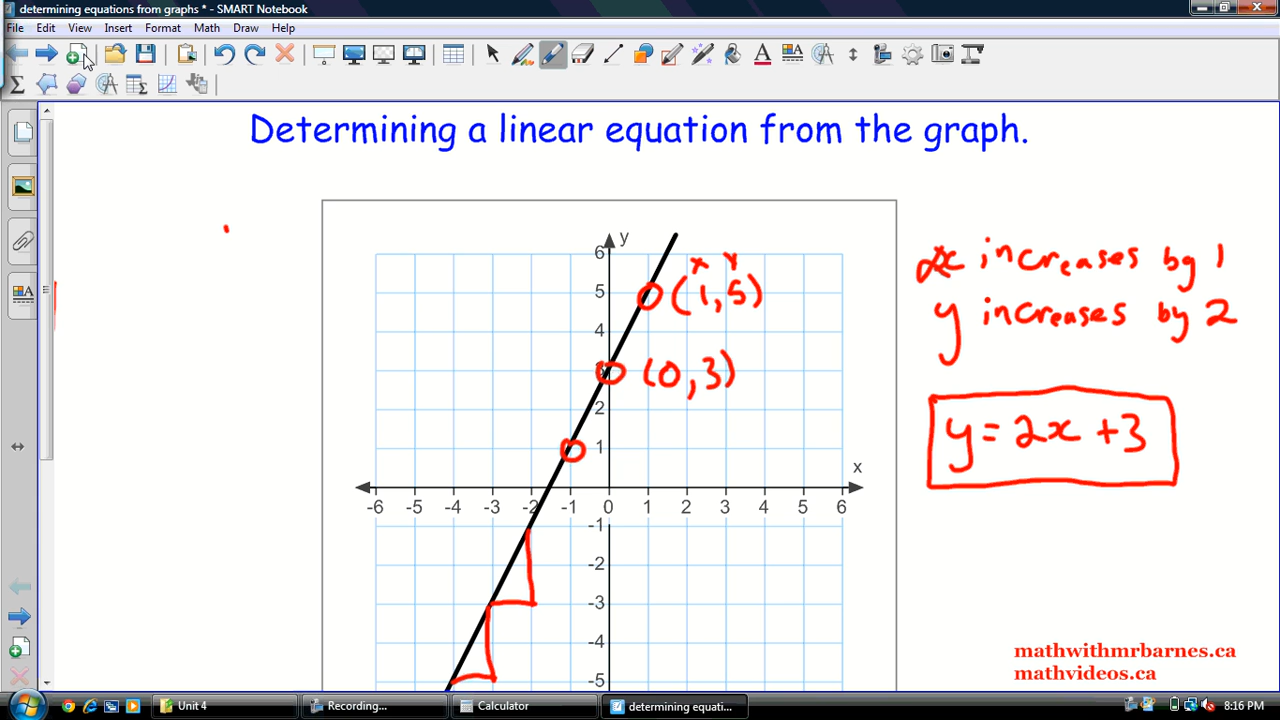 determining equations from graphs * - SMART Notebook
File Edit View Insert Format Math Draw Help
Determining a linear equation from the graph.
y
6
5
4
3
2
1
x y
(1,5)
(0,3)
x
-6 -5 -4 -3 -2 -1 0 1 2 3 4 5 6
-1
-2
-3
-4
-5
x increases by 1
y increases by 2
y = 2x + 3
mathwithmrbarnes.ca
mathvideos.ca
Unit 4 Recording... Calculator determining equati... 8:16 PM